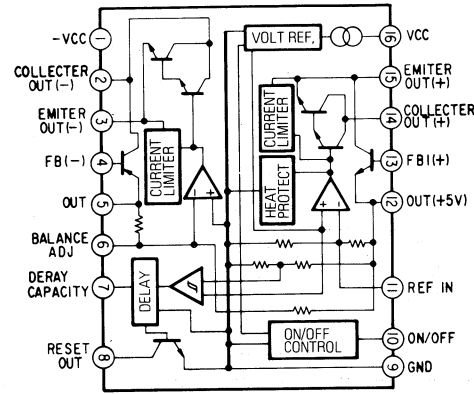 -VCC
1
COLLECTER
OUT(-)
2
EMITER
OUT(-)
3
FB(-)
4
OUT
5
BALANCE
ADJ
6
DERAY
CAPACITY
7
RESET
OUT
8
VOLT REF,
CURRENT
LIMITER
CURRENT
LIMITER
HEAT
PROTECT
- +
+ -
DELAY
ON/OFF
CONTROL
16
VCC
15
EMITER
OUT(+)
14
COLLECTER
OUT(+)
13
FBI(+)
12
OUT(+5V)
11
REF IN
10
ON/OFF
9
GND